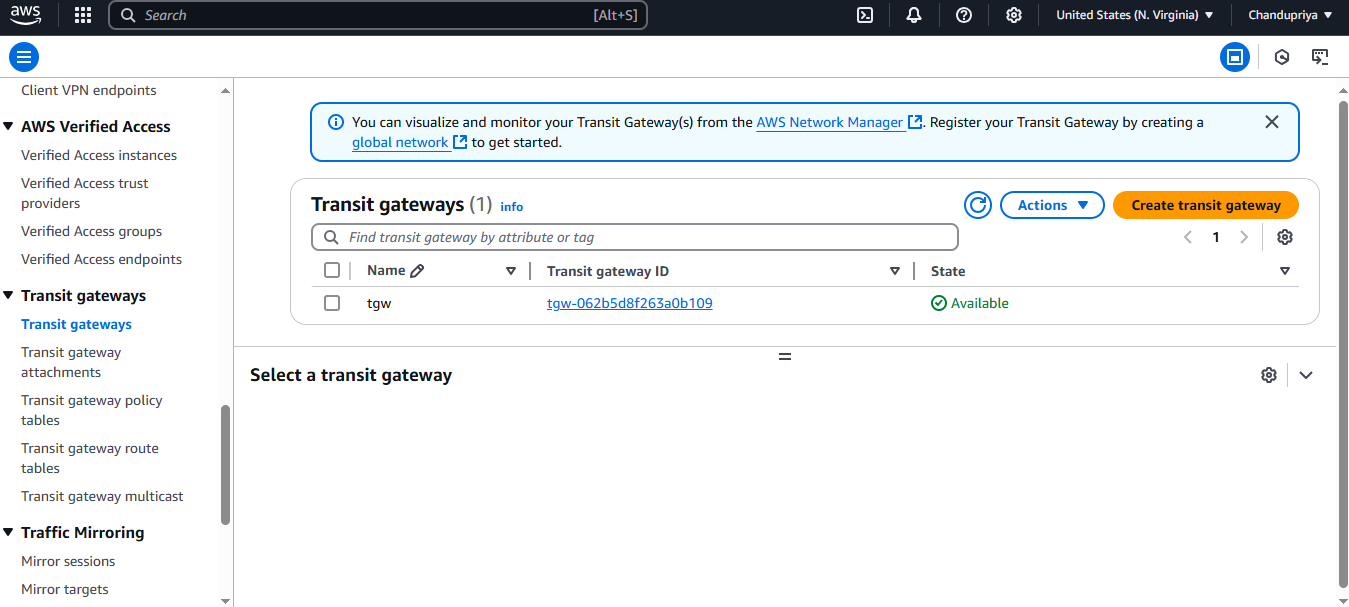 aws
Search
[Alt+S]
United States (N. Virginia)
Chandupriya
Client VPN endpoints
AWS Verified Access
Verified Access instances
Verified Access trust
providers
Verified Access groups
Verified Access endpoints
Transit gateways
Transit gateways
Transit gateway
attachments
Transit gateway policy
tables
Transit gateway route
tables
Transit gateway multicast
Traffic Mirroring
Mirror sessions
Mirror targets
You can visualize and monitor your Transit Gateway(s) from the AWS Network Manager. Register your Transit Gateway by creating a
global network to get started.
Transit gateways (1) info
Actions
Create transit gateway
Find transit gateway by attribute or tag
1
Name
Transit gateway ID
State
tgw
tgw-062b5d8f263a0b109
Available
Select a transit gateway